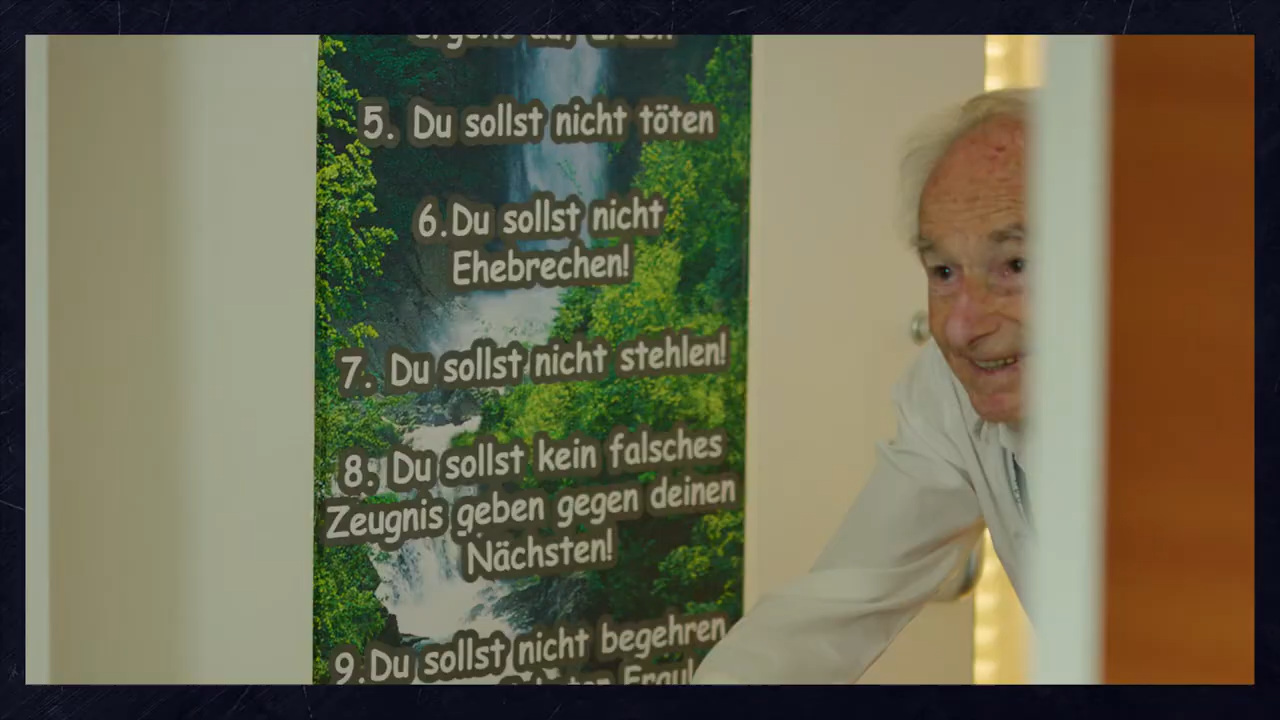 5. Du sollst nicht töten
6. Du sollst nicht
Ehebrechen!
7. Du sollst nicht stehlen!
8. Du sollst kein falsches
Zeugnis geben gegen deinen
Nächsten!
9. Du sollst nicht begehren